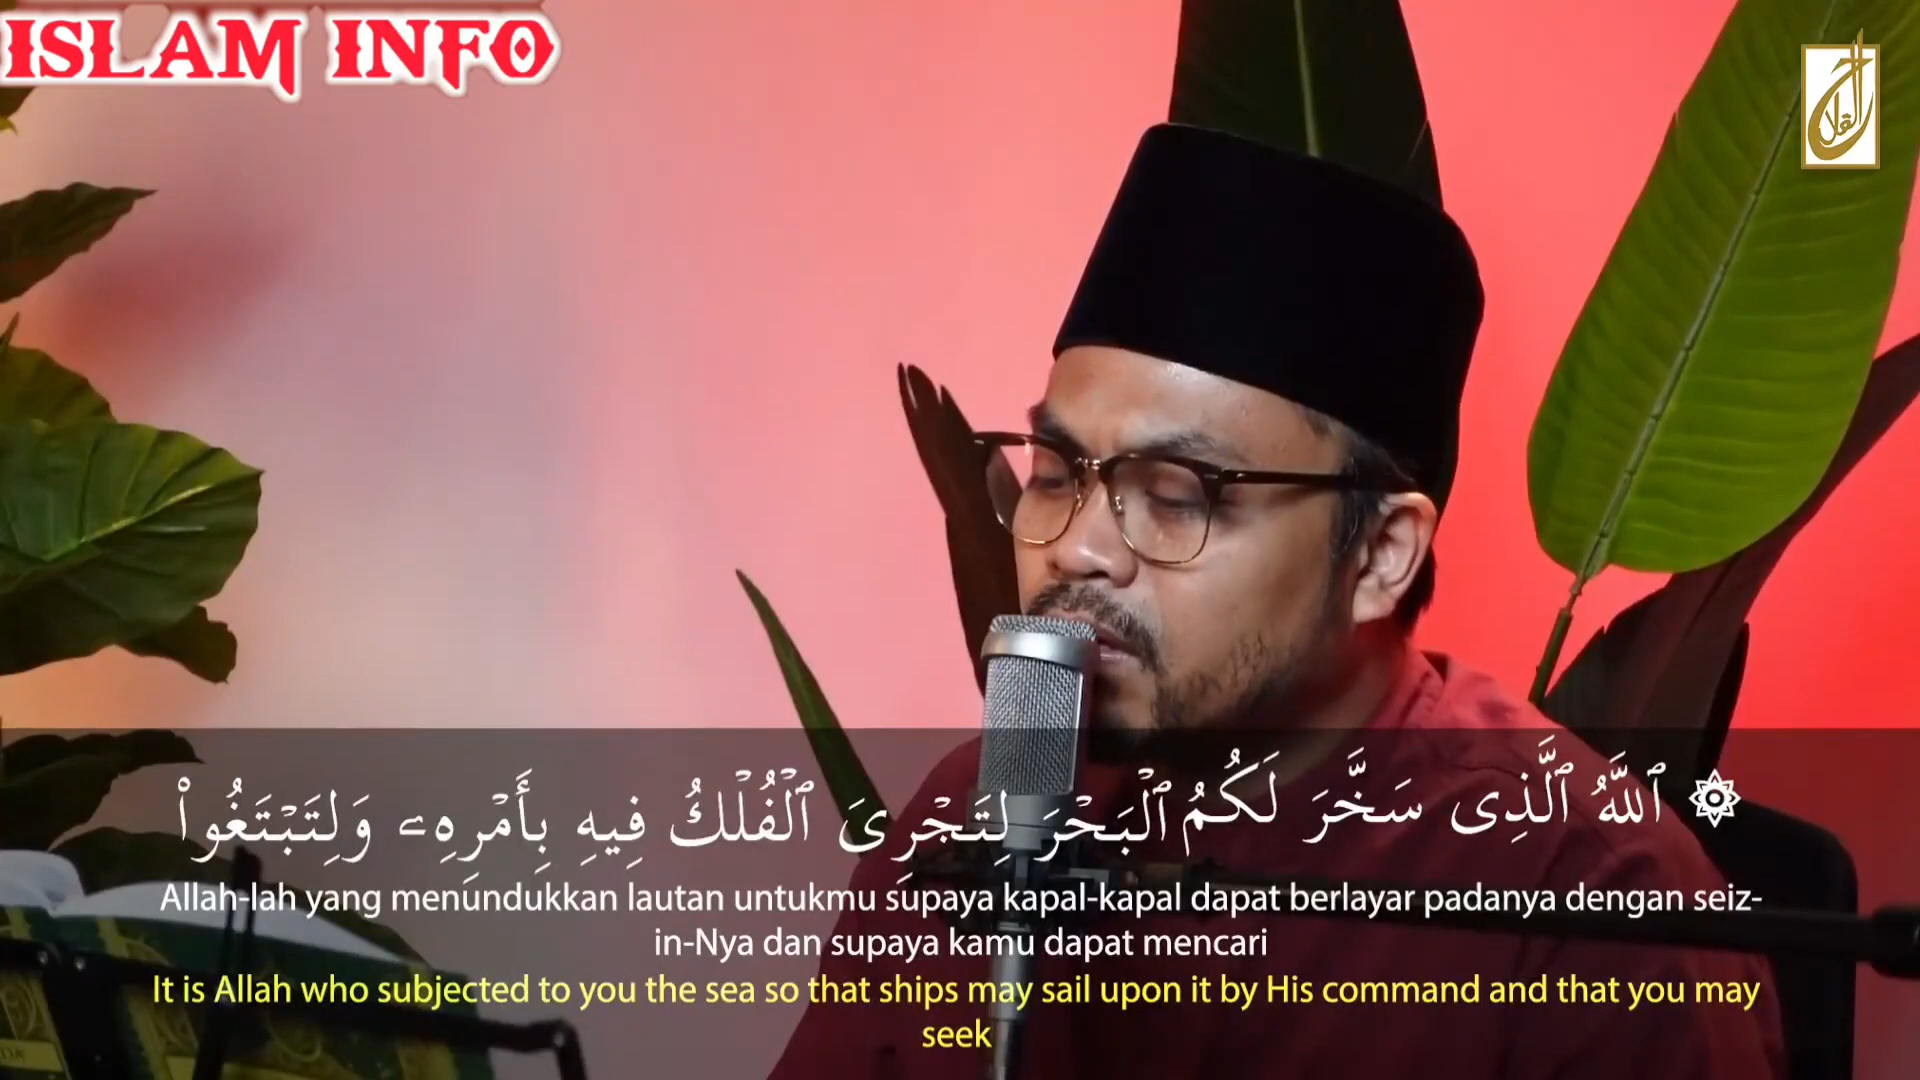 ISLAM INFO
القلاح
۞ ٱللَّهُ ٱلَّذِى سَخَّرَ لَكُمُ ٱلْبَحْرَ لِتَجْرِىَ ٱلْفُلْكُ فِيهِ بِأَمْرِهِۦ وَلِتَبْتَغُوا۟
Allah-lah yang menundukkan lautan untukmu supaya kapal-kapal dapat berlayar padanya dengan seiz-
in-Nya dan supaya kamu dapat mencari
It is Allah who subjected to you the sea so that ships may sail upon it by His command and that you may
seek